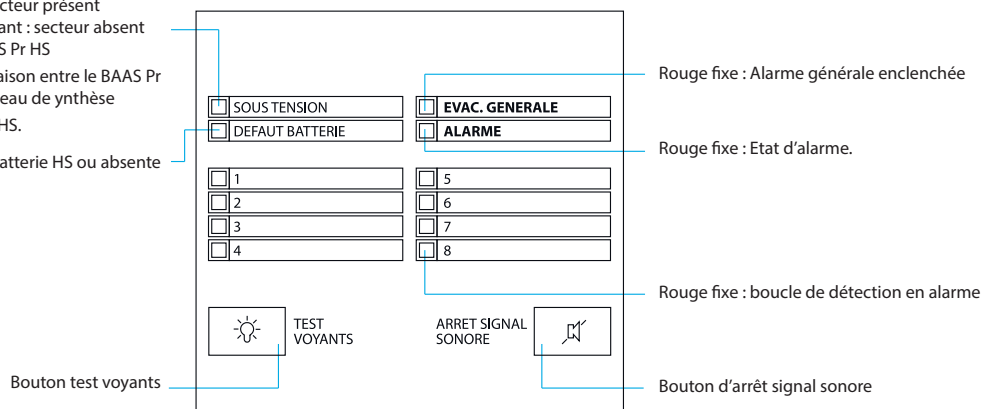 cteur présent
ant : secteur absent
S Pr HS
aison entre le BAAS Pr
eau de ynthèse
HS.
atterie HS ou absente
SOUS TENSION
DEFAUT BATTERIE
EVAC. GENERALE
ALARME
1
2
3
4
5
6
7
8
TEST
VOYANTS
ARRET SIGNAL
SONORE
Bouton test voyants
Rouge fixe : Alarme générale enclenchée
Rouge fixe : Etat d’alarme.
Rouge fixe : boucle de détection en alarme
Bouton d’arrêt signal sonore